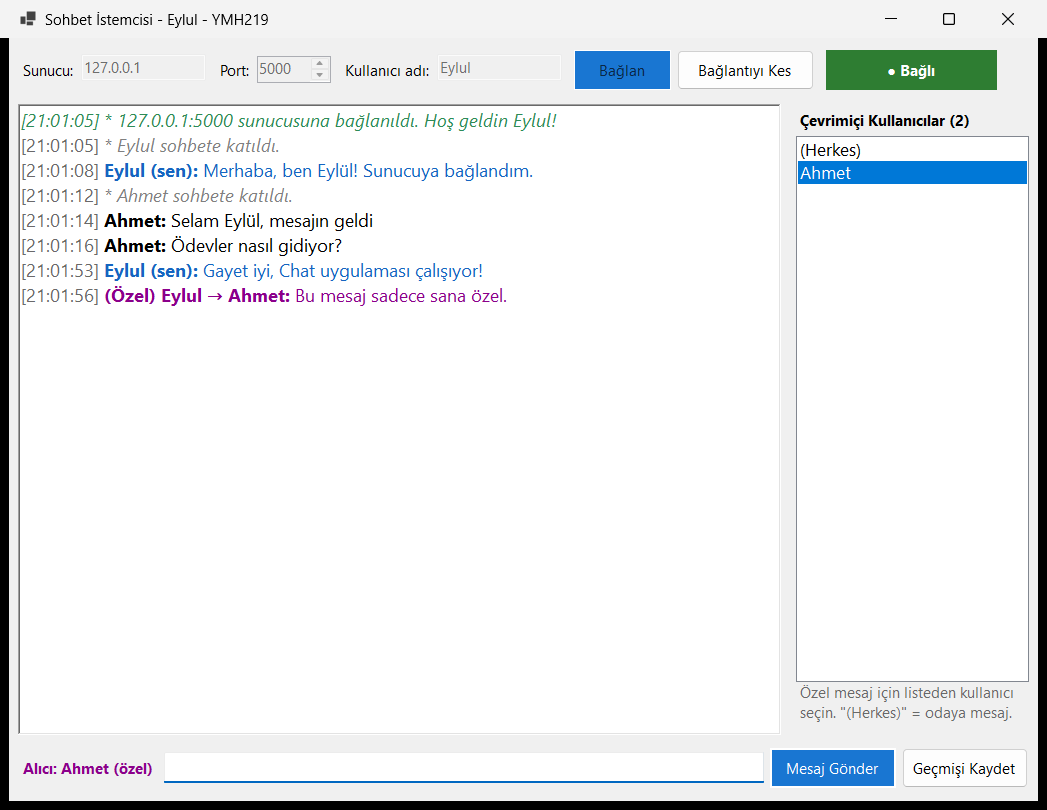 Sohbet İstemcisi - Eylul - YMH219
Sunucu: 127.0.0.1 Port: 5000 Kullanıcı adı: Eylul Bağlan Bağlantıyı Kes ● Bağlı
[21:01:05] * 127.0.0.1:5000 sunucusuna bağlanıldı. Hoş geldin Eylul!
[21:01:05] * Eylul sohbete katıldı.
[21:01:08] Eylul (sen): Merhaba, ben Eylül! Sunucuya bağlandım.
[21:01:12] * Ahmet sohbete katıldı.
[21:01:14] Ahmet: Selam Eylül, mesajın geldi
[21:01:16] Ahmet: Ödevler nasıl gidiyor?
[21:01:53] Eylul (sen): Gayet iyi, Chat uygulaması çalışıyor!
[21:01:56] (Özel) Eylul → Ahmet: Bu mesaj sadece sana özel.
Çevrimiçi Kullanıcılar (2)
(Herkes)
Ahmet
Özel mesaj için listeden kullanıcı
seçin. "(Herkes)" = odaya mesaj.
Alıcı: Ahmet (özel) Mesaj Gönder Geçmişi Kaydet